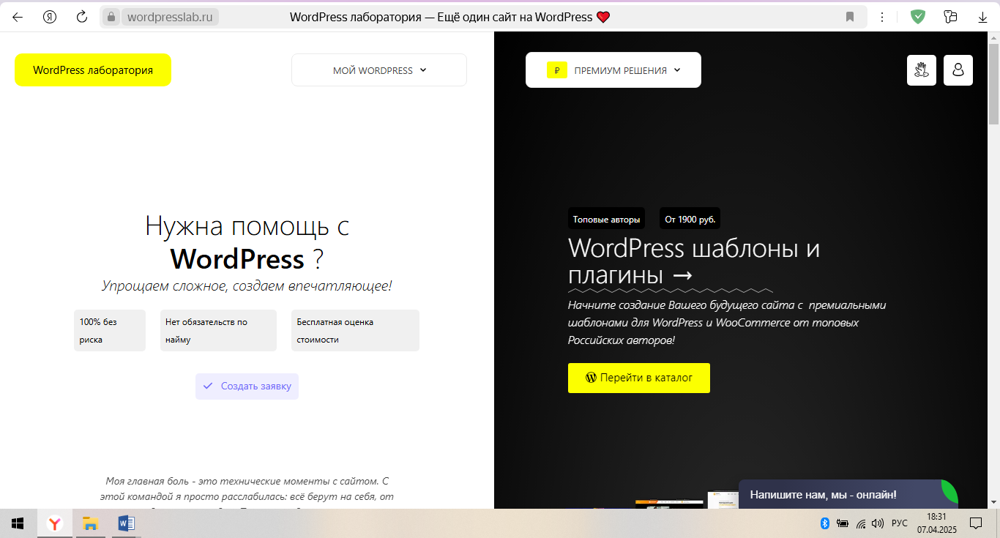 wordpresslab.ru
WordPress лаборатория — Ещё один сайт на WordPress ❤
WordPress лаборатория
МОЙ WORDPRESS
₽ ПРЕМИУМ РЕШЕНИЯ
Нужна помощь с
WordPress ?
Упрощаем сложное, создаем впечатляющее!
100% без
риска
Нет обязательств по
найму
Бесплатная оценка
стоимости
Создать заявку
Моя главная боль - это технические моменты с сайтом. С
этой командой я просто расслабилась: всё берут на себя, от
Топовые авторы
От 1900 руб.
WordPress шаблоны и
плагины →
Начните создание Вашего будущего сайта с премиальными
шаблонами для WordPress и WooCommerce от топовых
Российских авторов!
Перейти в каталог
Напишите нам, мы - онлайн!
РУС
18:31
07.04.2025